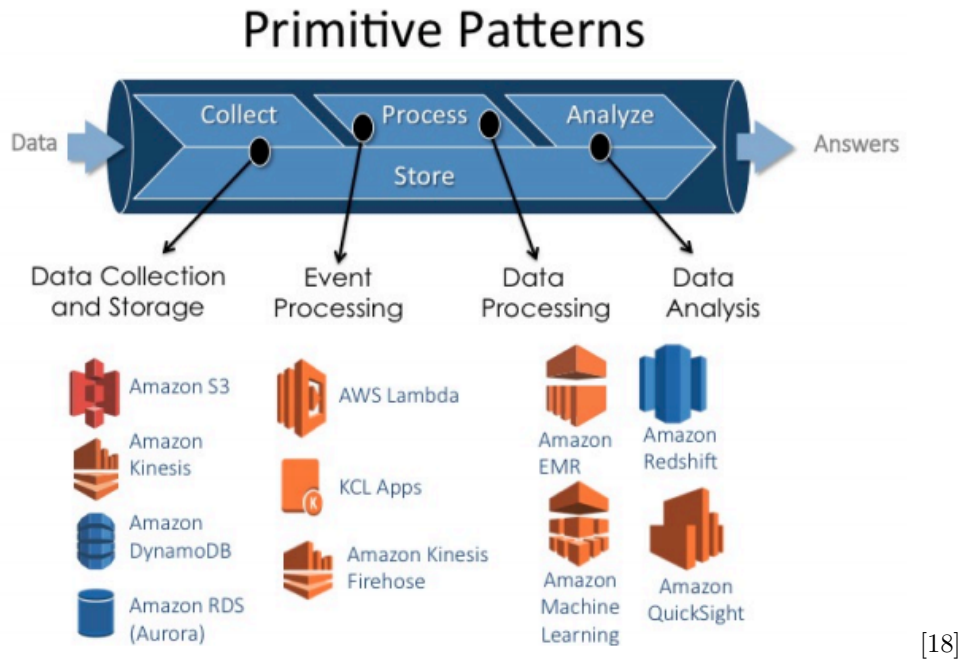 Primitive Patterns
Data
Collect
Process
Analyze
Answers
Store
Data Collection
and Storage
Event
Processing
Data
Processing
Data
Analysis
Amazon S3
Amazon
Kinesis
Amazon
DynamoDB
Amazon RDS
(Aurora)
AWS Lambda
KCL Apps
K
Amazon Kinesis
Firehose
Amazon
EMR
Amazon
Machine
Learning
Amazon
Redshift
Amazon
QuickSight
[18]